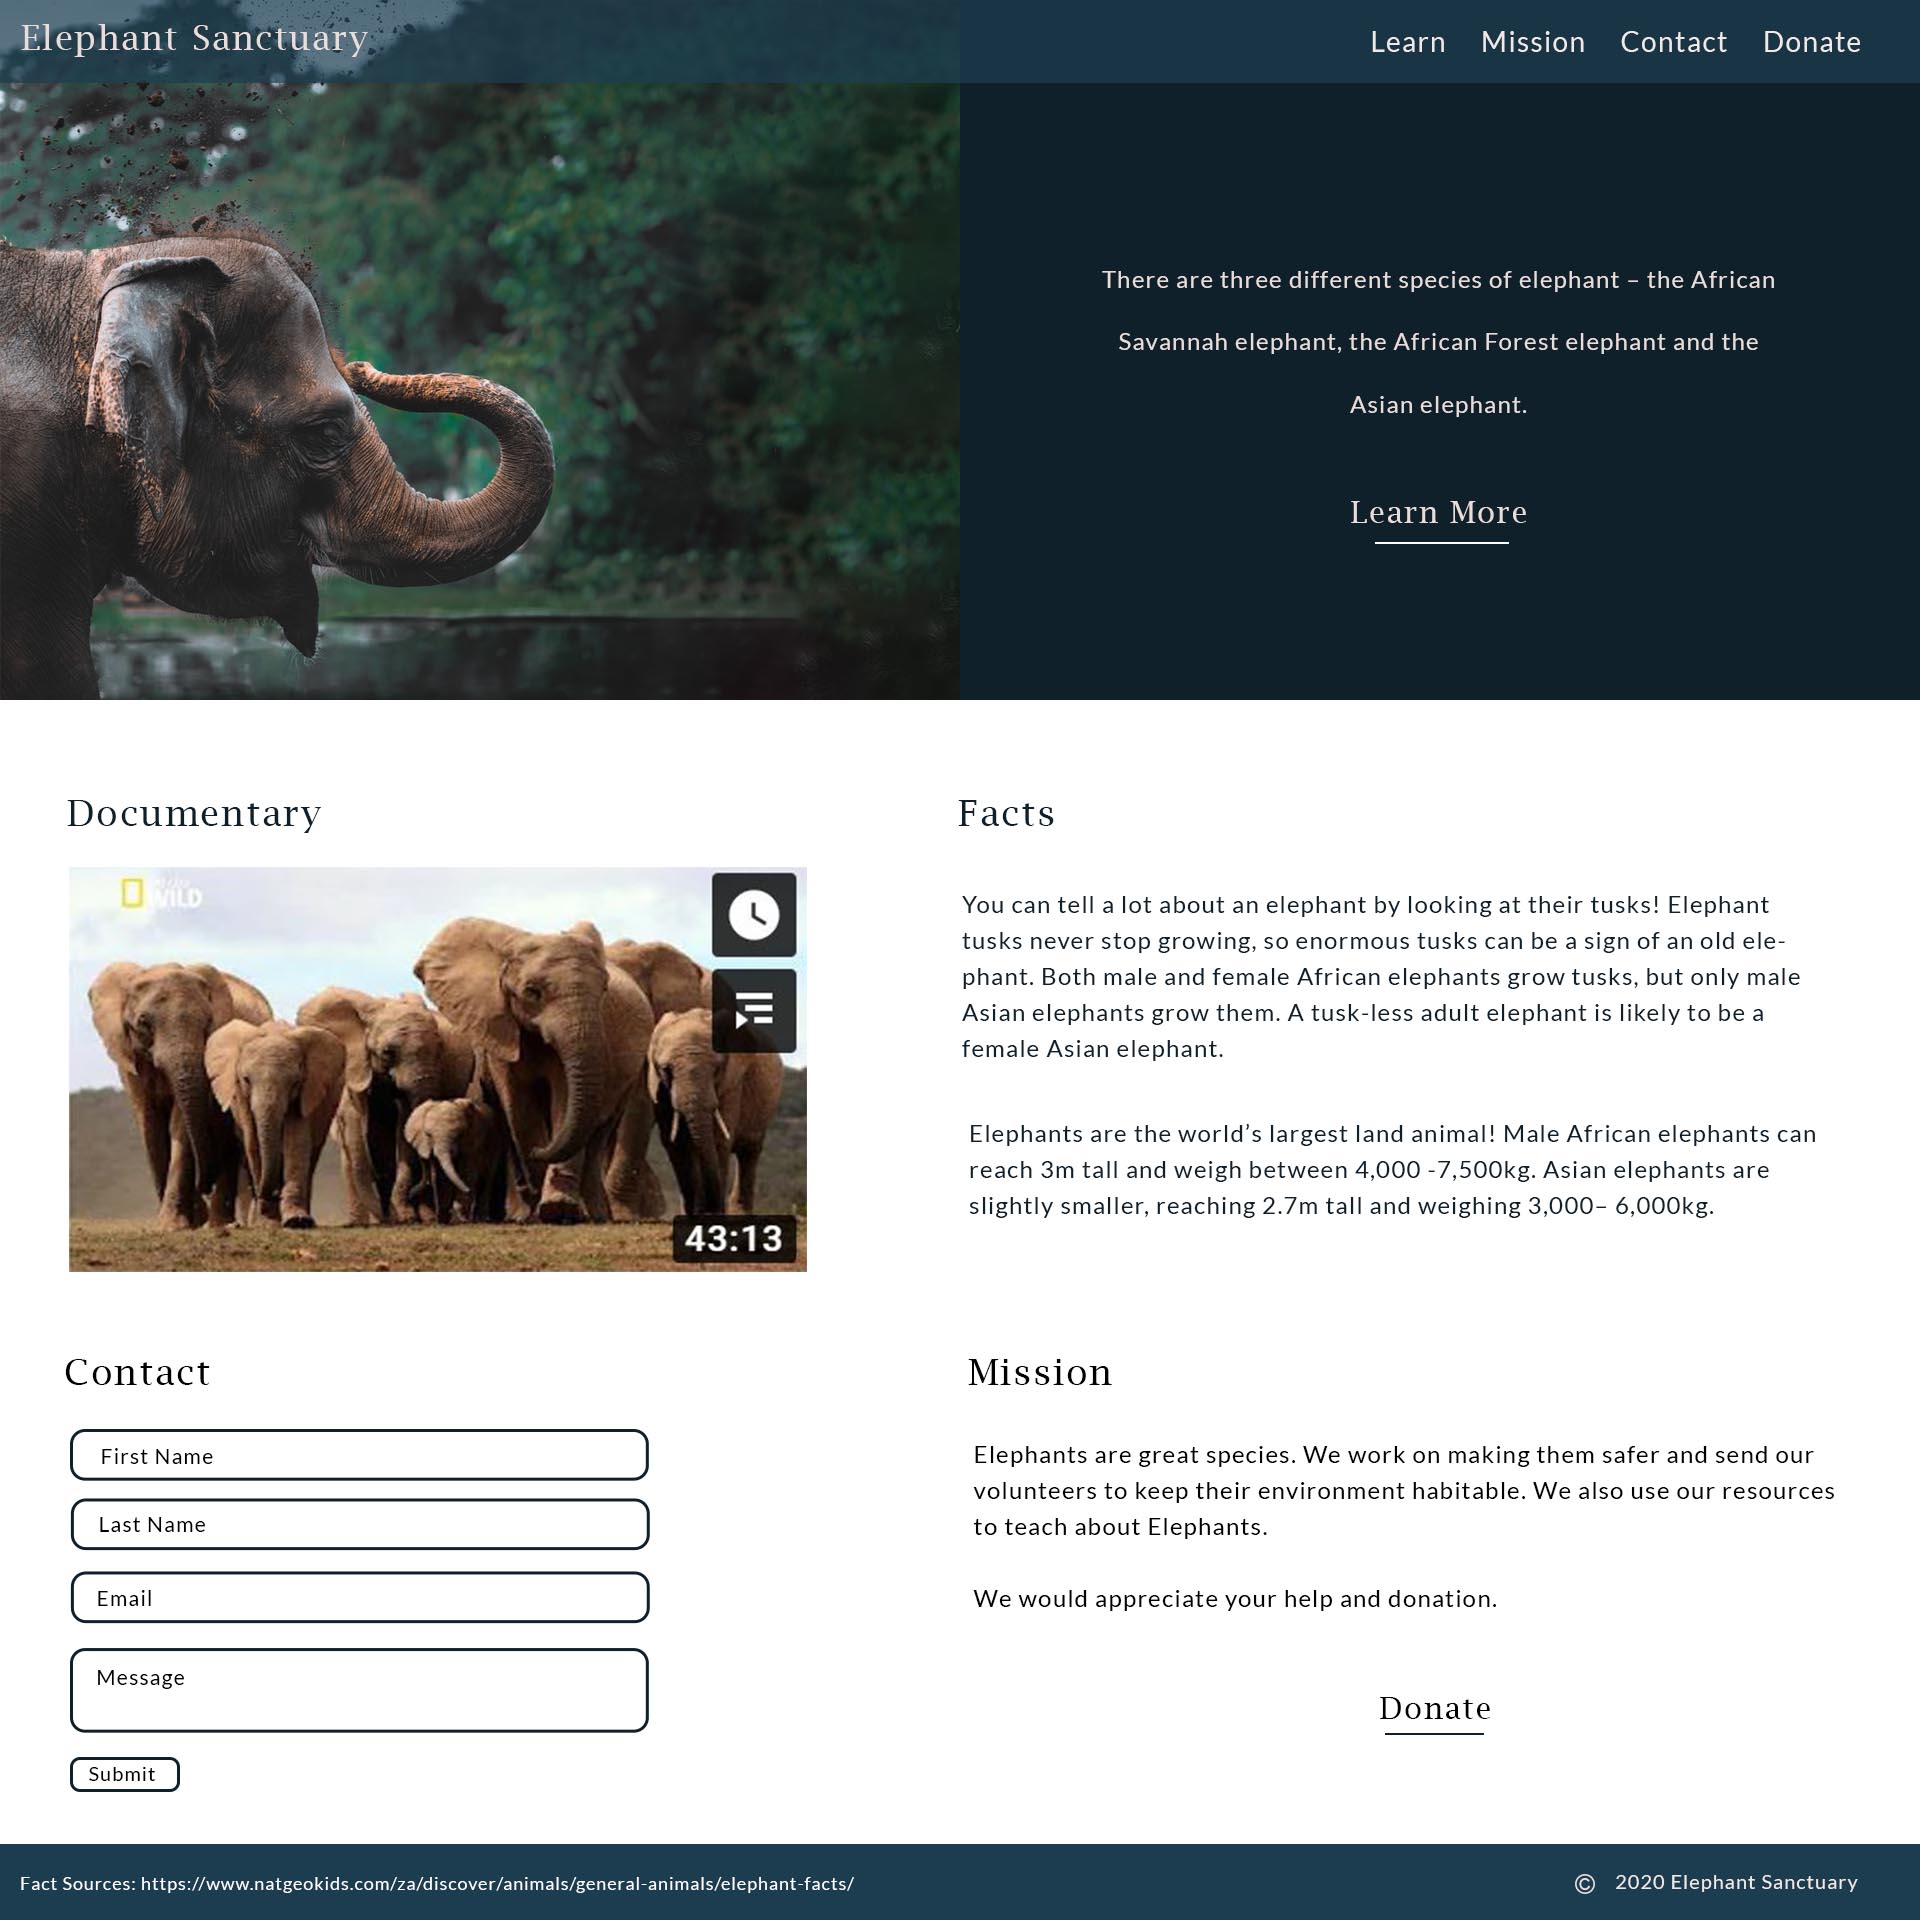 Elephant Sanctuary
Learn Mission Contact Donate
There are three different species of elephant – the African
Savannah elephant, the African Forest elephant and the
Asian elephant.
Learn More
Documentary
WILD
43:13
Facts
You can tell a lot about an elephant by looking at their tusks! Elephant
tusks never stop growing, so enormous tusks can be a sign of an old ele-
phant. Both male and female African elephants grow tusks, but only male
Asian elephants grow them. A tusk-less adult elephant is likely to be a
female Asian elephant.
Elephants are the world’s largest land animal! Male African elephants can
reach 3m tall and weigh between 4,000 -7,500kg. Asian elephants are
slightly smaller, reaching 2.7m tall and weighing 3,000– 6,000kg.
Contact
First Name
Last Name
Email
Message
Submit
Mission
Elephants are great species. We work on making them safer and send our
volunteers to keep their environment habitable. We also use our resources
to teach about Elephants.
We would appreciate your help and donation.
Donate
Fact Sources: https://www.natgeokids.com/za/discover/animals/general-animals/elephant-facts/
© 2020 Elephant Sanctuary